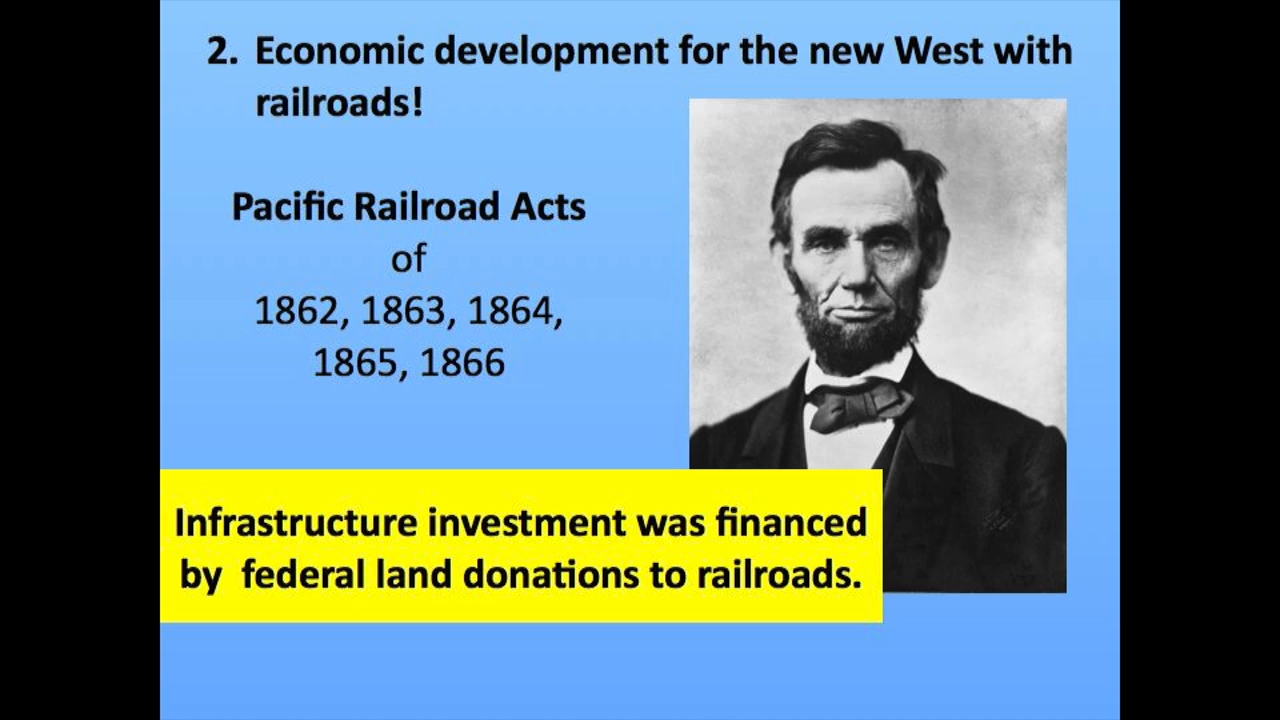 2. Economic development for the new West with
railroads!
Pacific Railroad Acts
of
1862, 1863, 1864,
1865, 1866
Infrastructure investment was financed
by federal land donations to railroads.